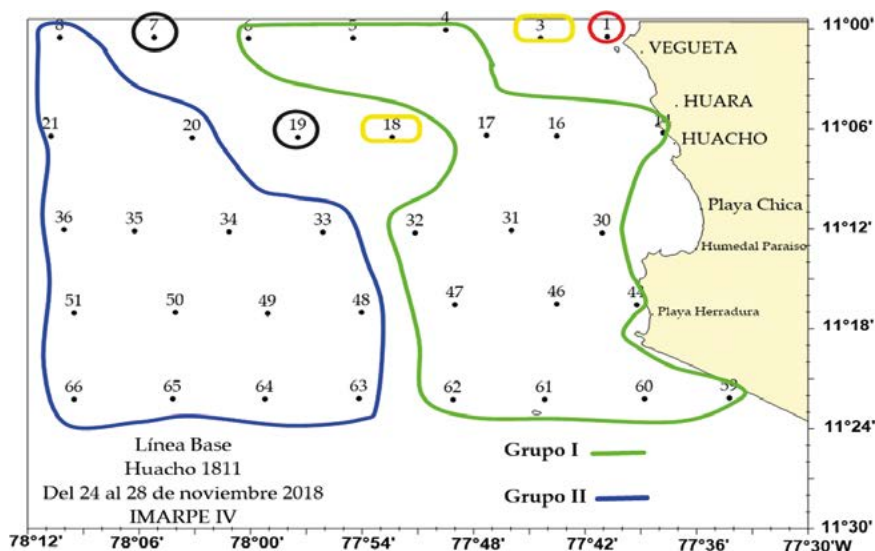 8 7 6 5 4 3 1 11°00'
VEGUETA
HUARA
21 20 19 18 17 16 14 11°06'
HUACHO
Playa Chica
36 35 34 33 32 31 30 11°12'
Humedal Paraiso
51 50 49 48 47 46 44
Playa Herradura
11°18'
66 65 64 63 62 61 60 59
11°24'
Línea Base
Huacho 1811
Del 24 al 28 de noviembre 2018
IMARPE IV
Grupo I
Grupo II
11°30'
78°12' 78°06' 78°00' 77°54' 77°48' 77°42' 77°36' 77°30'W